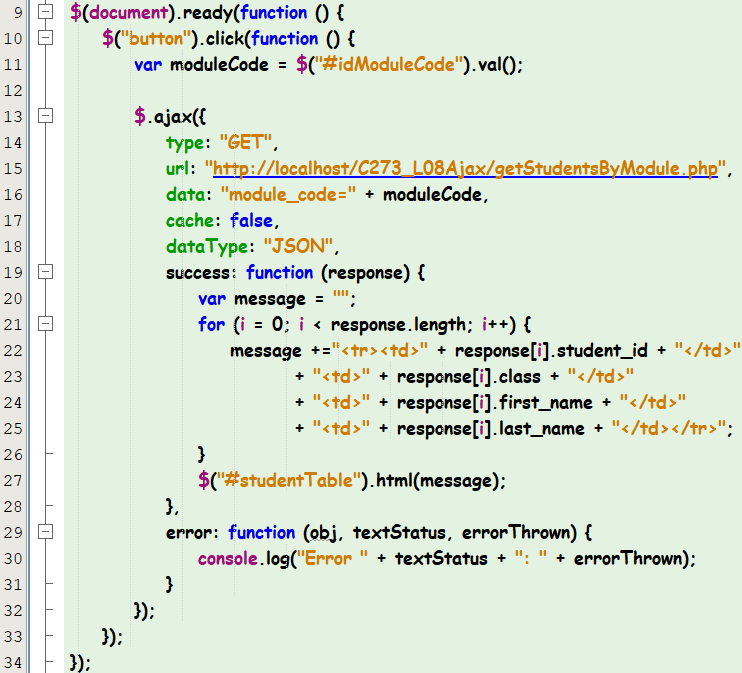 9 $(document).ready(function () {
10 $("button").click(function () {
11 var moduleCode = $("#idModuleCode").val();
12
13 $.ajax({
14 type: "GET",
15 url: "http://localhost/C273_L08Ajax/getStudentsByModule.php",
16 data: "module_code=" + moduleCode,
17 cache: false,
18 dataType: "JSON",
19 success: function (response) {
20 var message = "";
21 for (i = 0; i < response.length; i++) {
22 message +="<tr><td>" + response[i].student_id + "</td>"
23 + "<td>" + response[i].class + "</td>"
24 + "<td>" + response[i].first_name + "</td>"
25 + "<td>" + response[i].last_name + "</td></tr>";
26 }
27 $("#studentTable").html(message);
28 },
29 error: function (obj, textStatus, errorThrown) {
30 console.log("Error " + textStatus + ": " + errorThrown);
31 }
32 });
33 });
34 });